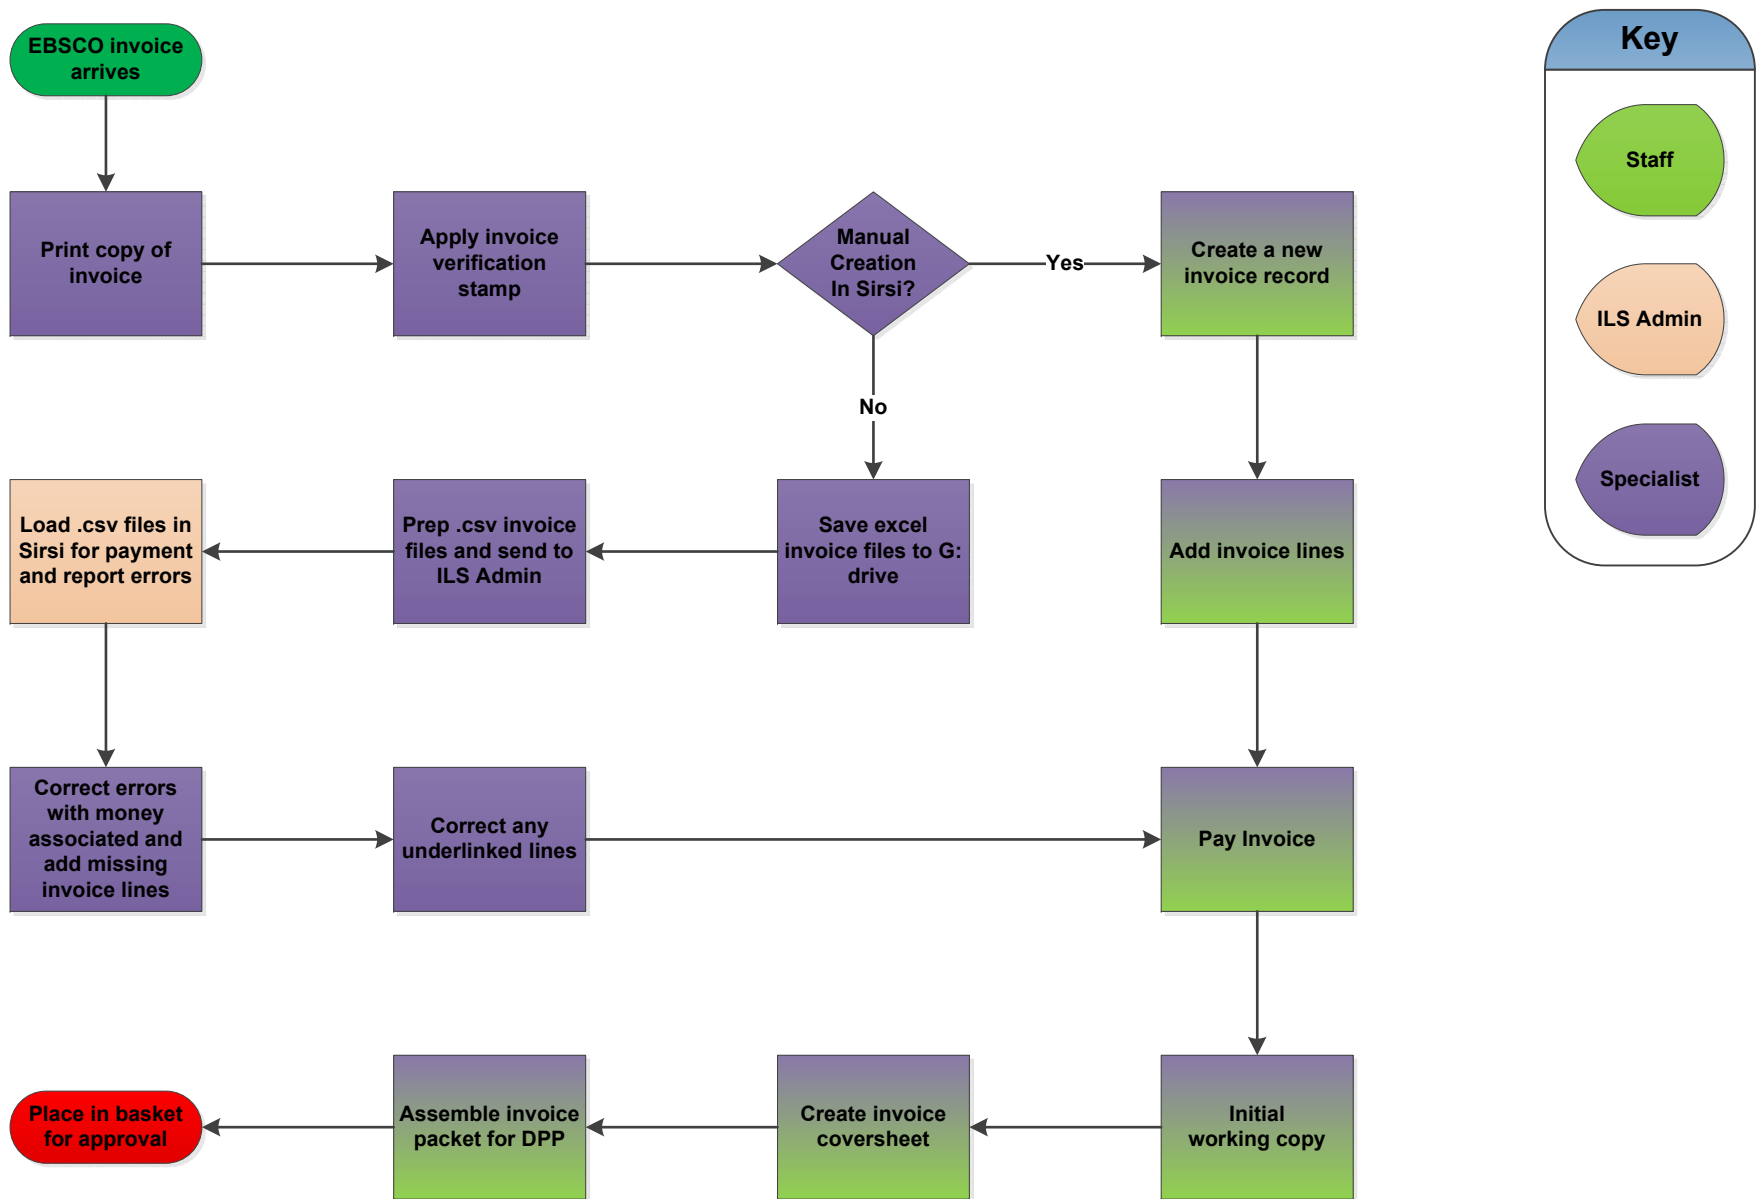 EBSCO invoice
arrives
Key
Staff
ILS Admin
Specialist
Print copy of
invoice
Apply invoice
verification
stamp
Manual
Creation
In Sirsi?
Yes
Create a new
invoice record
No
Load .csv files in
Sirsi for payment
and report errors
Prep .csv invoice
files and send to
ILS Admin
Save excel
invoice files to G:
drive
Add invoice lines
Correct errors
with money
associated and
add missing
invoice lines
Correct any
underlinked lines
Pay Invoice
Place in basket
for approval
Assemble invoice
packet for DPP
Create invoice
coversheet
Initial
working copy